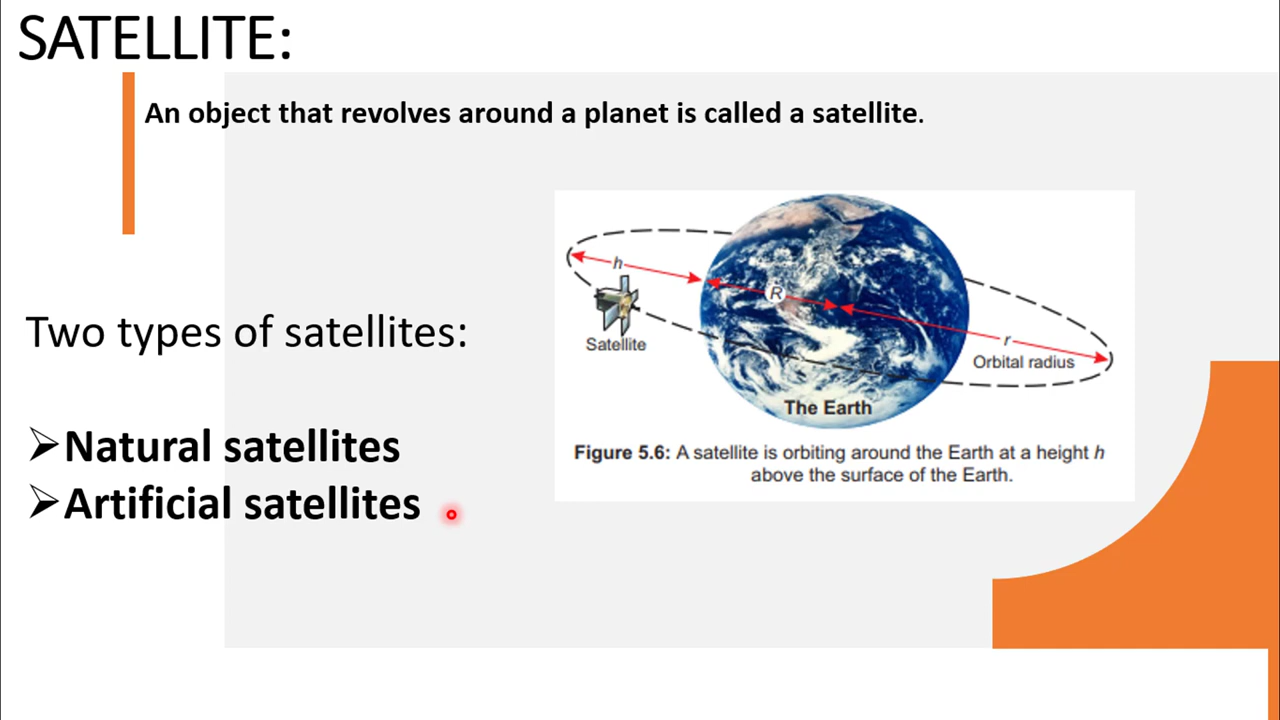 SATELLITE:
An object that revolves around a planet is called a satellite.
Two types of satellites:
➢Natural satellites
➢Artificial satellites
h
R
r
Satellite
Orbital radius
The Earth
Figure 5.6: A satellite is orbiting around the Earth at a height h
above the surface of the Earth.